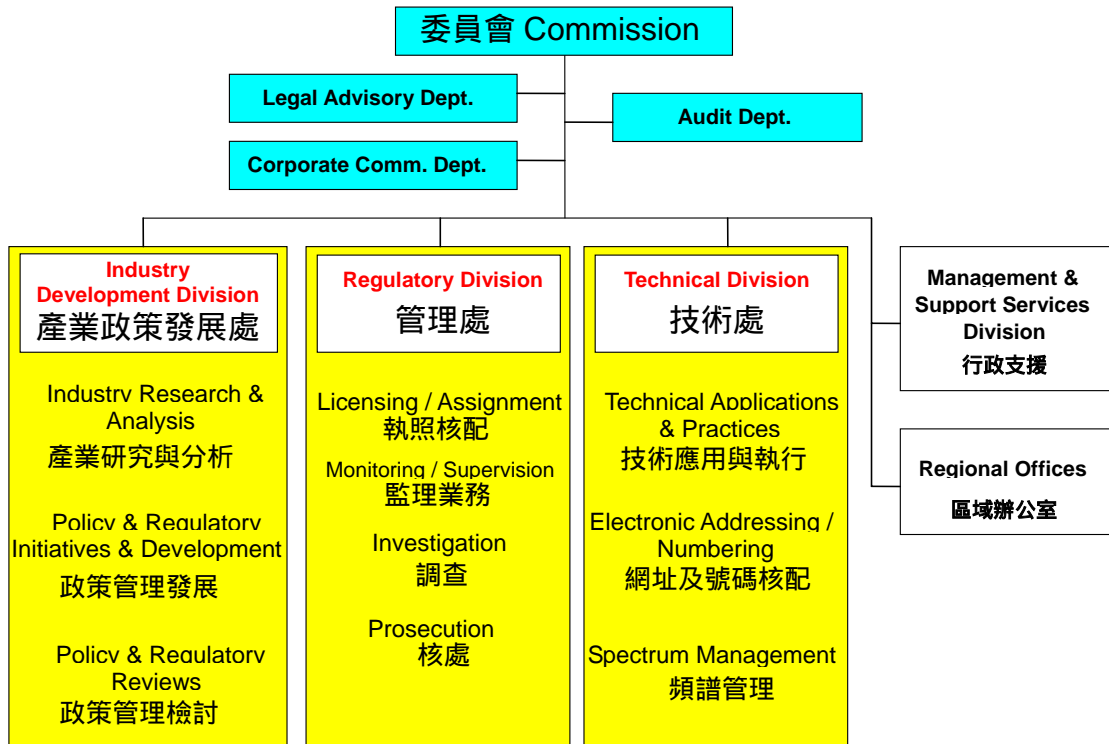 委員會 Commission
Legal Advisory Dept.
Audit Dept.
Corporate Comm. Dept.
Industry
Development Division
產業政策發展處
Industry Research &
Analysis
產業研究與分析
Policy & Regulatory
Initiatives & Development
政策管理發展
Policy & Regulatory
Reviews
政策管理檢討
Regulatory Division
管理處
Licensing / Assignment
執照核配
Monitoring / Supervision
監理業務
Investigation
調查
Prosecution
核處
Technical Division
技術處
Technical Applications
& Practices
技術應用與執行
Electronic Addressing /
Numbering
網址及號碼核配
Spectrum Management
頻譜管理
Management &
Support Services
Division
行政支援
Regional Offices
區域辦公室